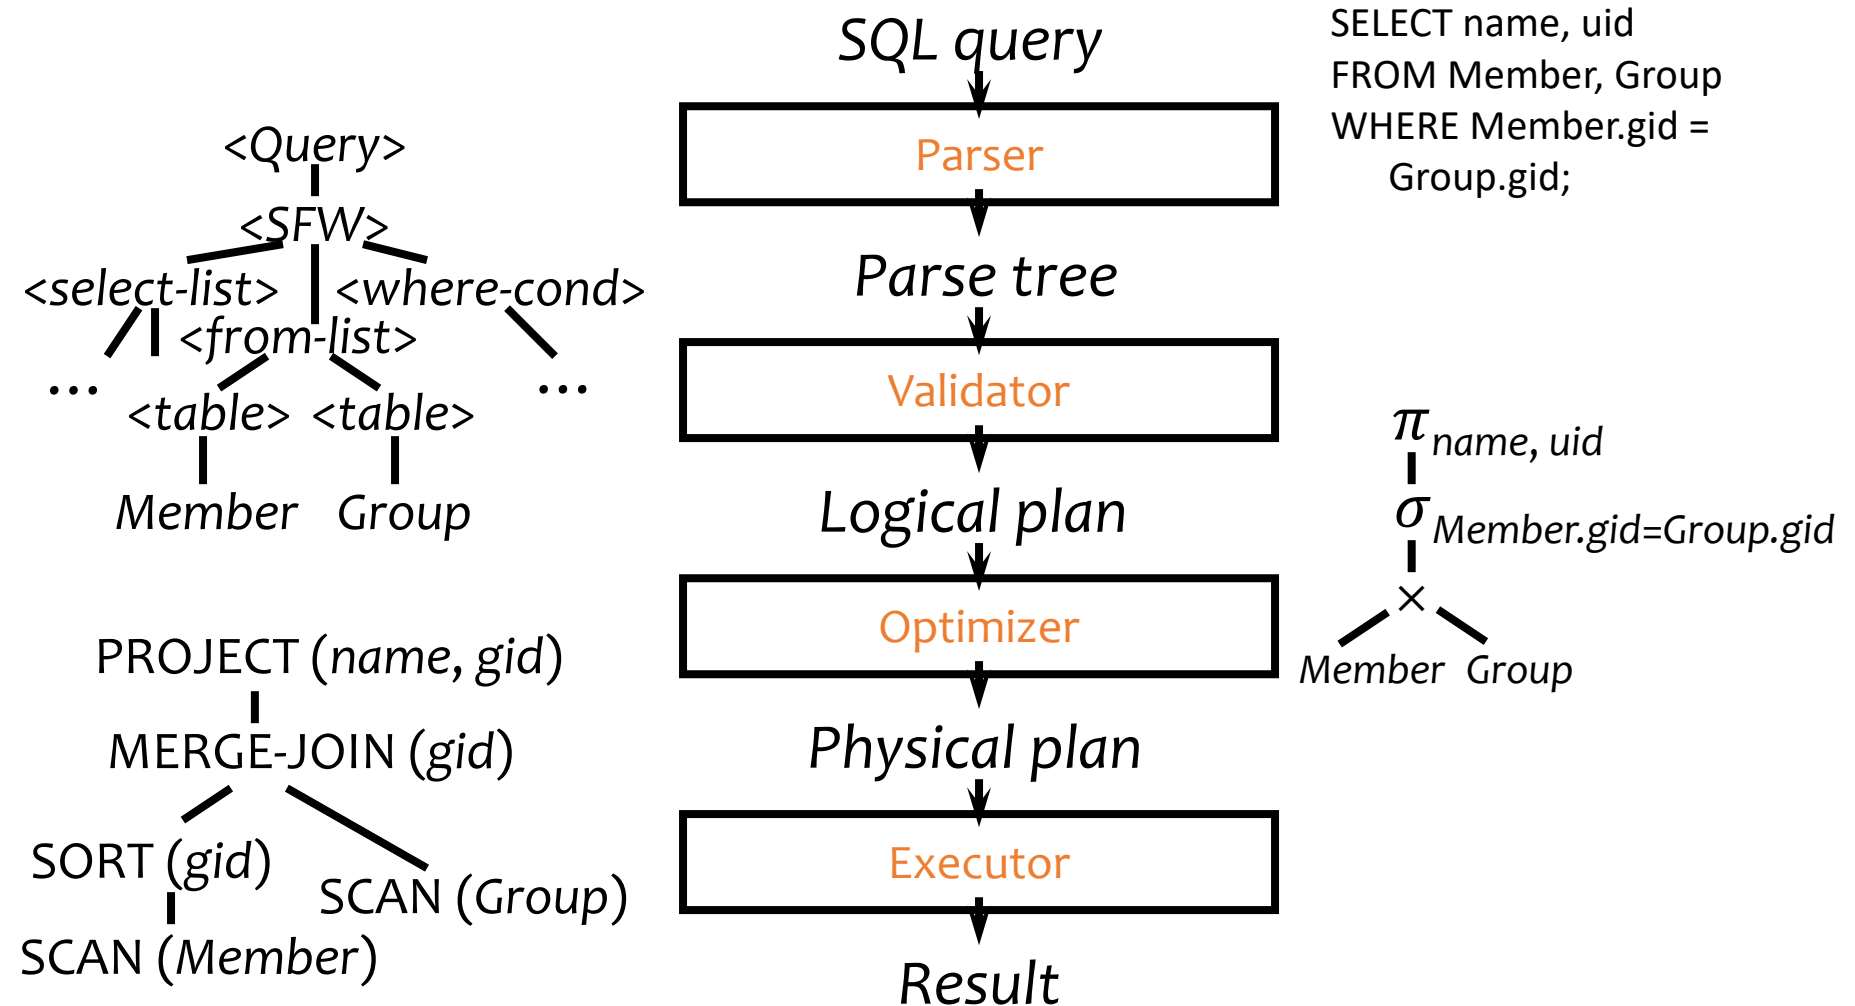 SQL query
Parser
Parse tree
Validator
Logical plan
Optimizer
Physical plan
Executor
Result
SELECT name, uid
FROM Member, Group
WHERE Member.gid =
Group.gid;
<Query>
<SFW>
<select-list> <where-cond>
<from-list>
... ...
<table> <table>
Member Group
π name, uid
σ Member.gid=Group.gid
×
Member Group
PROJECT (name, gid)
MERGE-JOIN (gid)
SORT (gid)
SCAN (Group)
SCAN (Member)